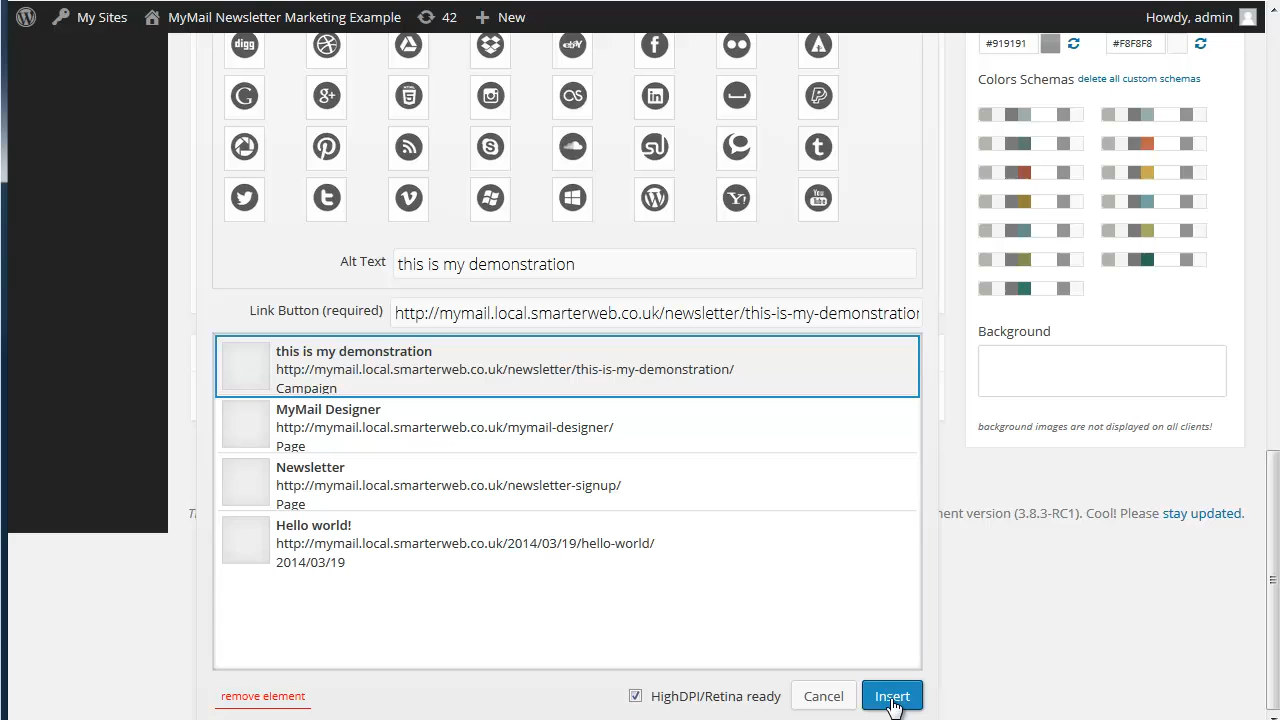 My Sites
MyMail Newsletter Marketing Example
42
New
Howdy, admin
digg
ebY
#919191
#F8F8F8
Colors Schemas delete all custom schemas
g+
in
You
Tube
Alt Text
this is my demonstration
Link Button (required)
http://mymail.local.smarterweb.co.uk/newsletter/this-is-my-demonstration
this is my demonstration
http://mymail.local.smarterweb.co.uk/newsletter/this-is-my-demonstration/
Campaign
MyMail Designer
http://mymail.local.smarterweb.co.uk/mymail-designer/
Page
Newsletter
http://mymail.local.smarterweb.co.uk/newsletter-signup/
Page
Hello world!
http://mymail.local.smarterweb.co.uk/2014/03/19/hello-world/
2014/03/19
Background
background images are not displayed on all clients!
version (3.8.3-RC1). Cool! Please stay updated.
remove element
HighDPI/Retina ready
Cancel
Insert